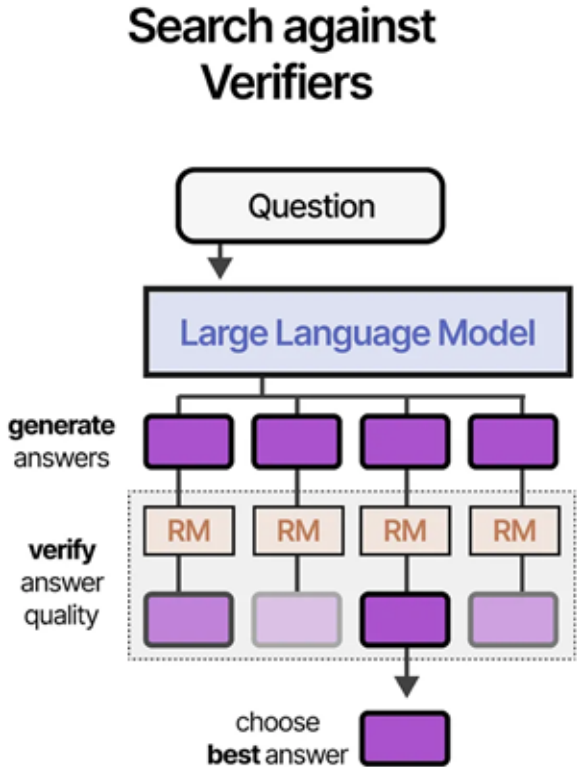 Search against
Verifiers
Question
Large Language Model
generate
answers
RM RM RM RM
verify
answer
quality
choose
best answer